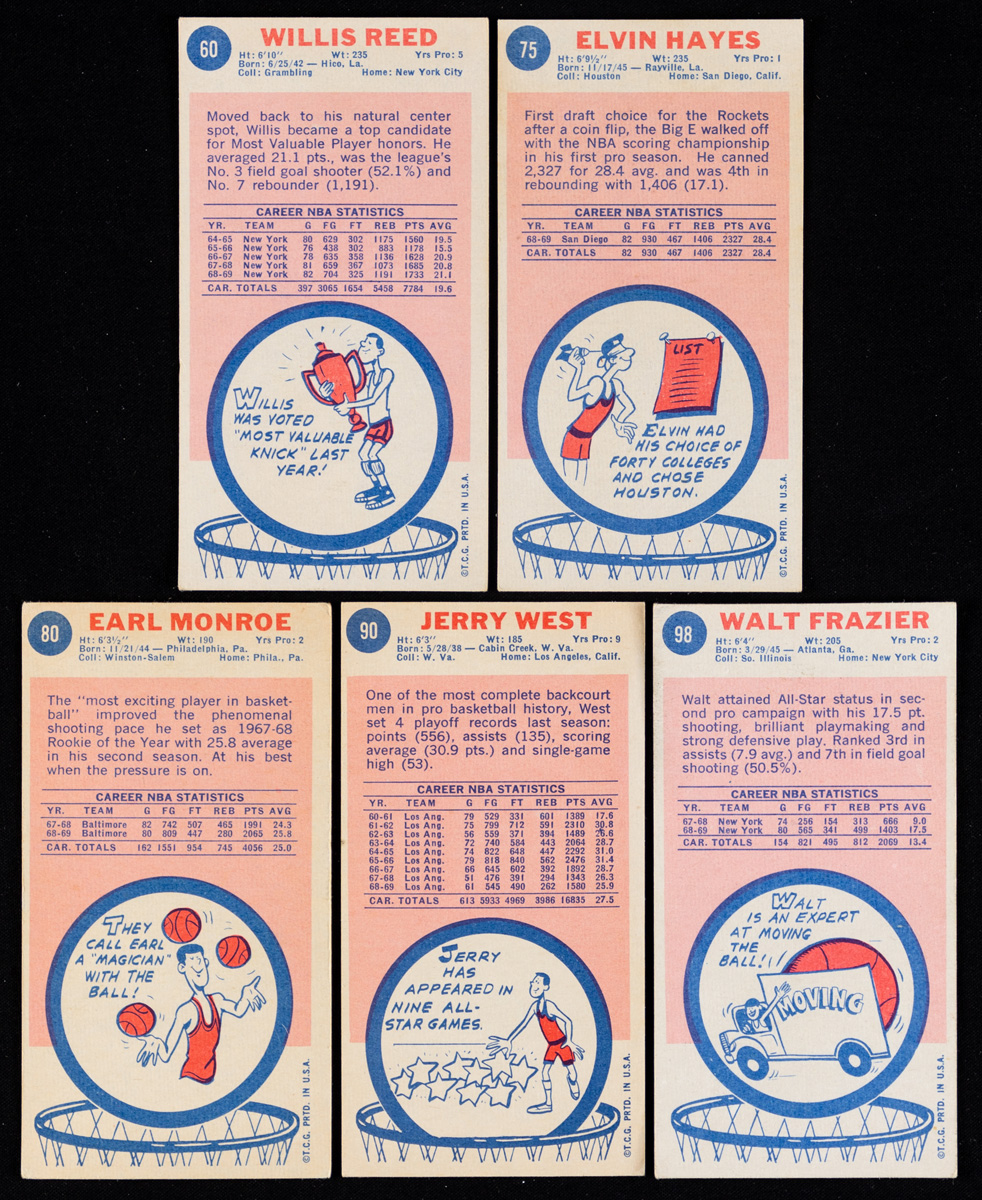 60
WILLIS REED
Ht: 6'10" Wt: 235 Yrs Pro: 5
Born: 6/25/42 — Hico, La.
Coll: Grambling Home: New York City
Moved back to his natural center
spot, Willis became a top candidate
for Most Valuable Player honors. He
averaged 21.1 pts., was the league's
No. 3 field goal shooter (52.1%) and
No. 7 rebounder (1,191).
CAREER NBA STATISTICS
YR. TEAM G FG FT REB PTS AVG
64-65 New York 80 629 302 1175 1560 19.5
65-66 New York 76 438 302 883 1178 15.5
66-67 New York 78 635 358 1136 1628 20.9
67-68 New York 81 659 367 1073 1685 20.8
68-69 New York 82 704 325 1191 1733 21.1
CAR. TOTALS 397 3065 1654 5458 7784 19.6
WILLIS
WAS VOTED
"MOST VALUABLE
KNICK" LAST
YEAR!
©T.C.G. PRTD. IN U.S.A.
75
ELVIN HAYES
Ht: 6'9½" Wt: 235 Yrs Pro: 1
Born: 11/17/45 — Rayville, La.
Coll: Houston Home: San Diego, Calif.
First draft choice for the Rockets
after a coin flip, the Big E walked off
with the NBA scoring championship
in his first pro season. He canned
2,327 for 28.4 avg. and was 4th in
rebounding with 1,406 (17.1).
CAREER NBA STATISTICS
YR. TEAM G FG FT REB PTS AVG
68-69 San Diego 82 930 467 1406 2327 28.4
CAR. TOTALS 82 930 467 1406 2327 28.4
LIST
ELVIN HAD
HIS CHOICE OF
FORTY COLLEGES
AND CHOSE
HOUSTON.
©T.C.G. PRTD. IN U.S.A.
80
EARL MONROE
Ht: 6'3½" Wt: 190 Yrs Pro: 2
Born: 11/21/44 — Philadelphia, Pa.
Coll: Winston-Salem Home: Phila., Pa.
The "most exciting player in basket-
ball" improved the phenomenal
shooting pace he set as 1967-68
Rookie of the Year with 25.8 average
in his second season. At his best
when the pressure is on.
CAREER NBA STATISTICS
YR. TEAM G FG FT REB PTS AVG
67-68 Baltimore 82 742 507 465 1991 24.3
68-69 Baltimore 80 809 447 280 2065 25.8
CAR. TOTALS 162 1551 954 745 4056 25.0
THEY
CALL EARL
A "MAGICIAN"
WITH THE
BALL!
©T.C.G. PRTD. IN U.S.A.
90
JERRY WEST
Ht: 6'3" Wt: 185 Yrs Pro: 9
Born: 5/28/38 — Cabin Creek, W. Va.
Coll: W. Va. Home: Los Angeles, Calif.
One of the most complete backcourt
men in pro basketball history, West
set 4 playoff records last season:
points (556), assists (135), scoring
average (30.9 pts.) and single-game
high (53).
CAREER NBA STATISTICS
YR. TEAM G FG FT REB PTS AVG
60-61 Los Ang. 79 529 331 601 1389 17.6
61-62 Los Ang. 75 799 712 591 2310 30.8
62-63 Los Ang. 56 559 371 394 1489 26.6
63-64 Los Ang. 72 740 584 443 2064 28.7
64-65 Los Ang. 74 822 648 447 2292 31.0
65-66 Los Ang. 79 818 840 562 2476 31.4
66-67 Los Ang. 66 645 602 392 1892 28.7
67-68 Los Ang. 51 476 391 294 1343 26.3
68-69 Los Ang. 61 545 490 262 1580 25.9
CAR. TOTALS 613 5933 4969 3986 16835 27.5
JERRY
HAS
APPEARED IN
NINE ALL-
STAR GAMES.
©T.C.G. PRTD. IN U.S.A.
98
WALT FRAZIER
Ht: 6'4" Wt: 205 Yrs Pro: 2
Born: 3/29/45 — Atlanta, Ga.
Coll: So. Illinois Home: New York City
Walt attained All-Star status in sec-
ond pro campaign with his 17.5 pt.
shooting, brilliant playmaking and
strong defensive play. Ranked 3rd in
assists (7.9 avg.) and 7th in field goal
shooting (50.5%).
CAREER NBA STATISTICS
YR. TEAM G FG FT REB PTS AVG
67-68 New York 74 256 154 313 666 9.0
68-69 New York 80 565 341 499 1403 17.5
CAR. TOTALS 154 821 495 812 2069 13.4
WALT
IS AN EXPERT
AT MOVING
THE
BALL!!
MOVING
©T.C.G. PRTD. IN U.S.A.